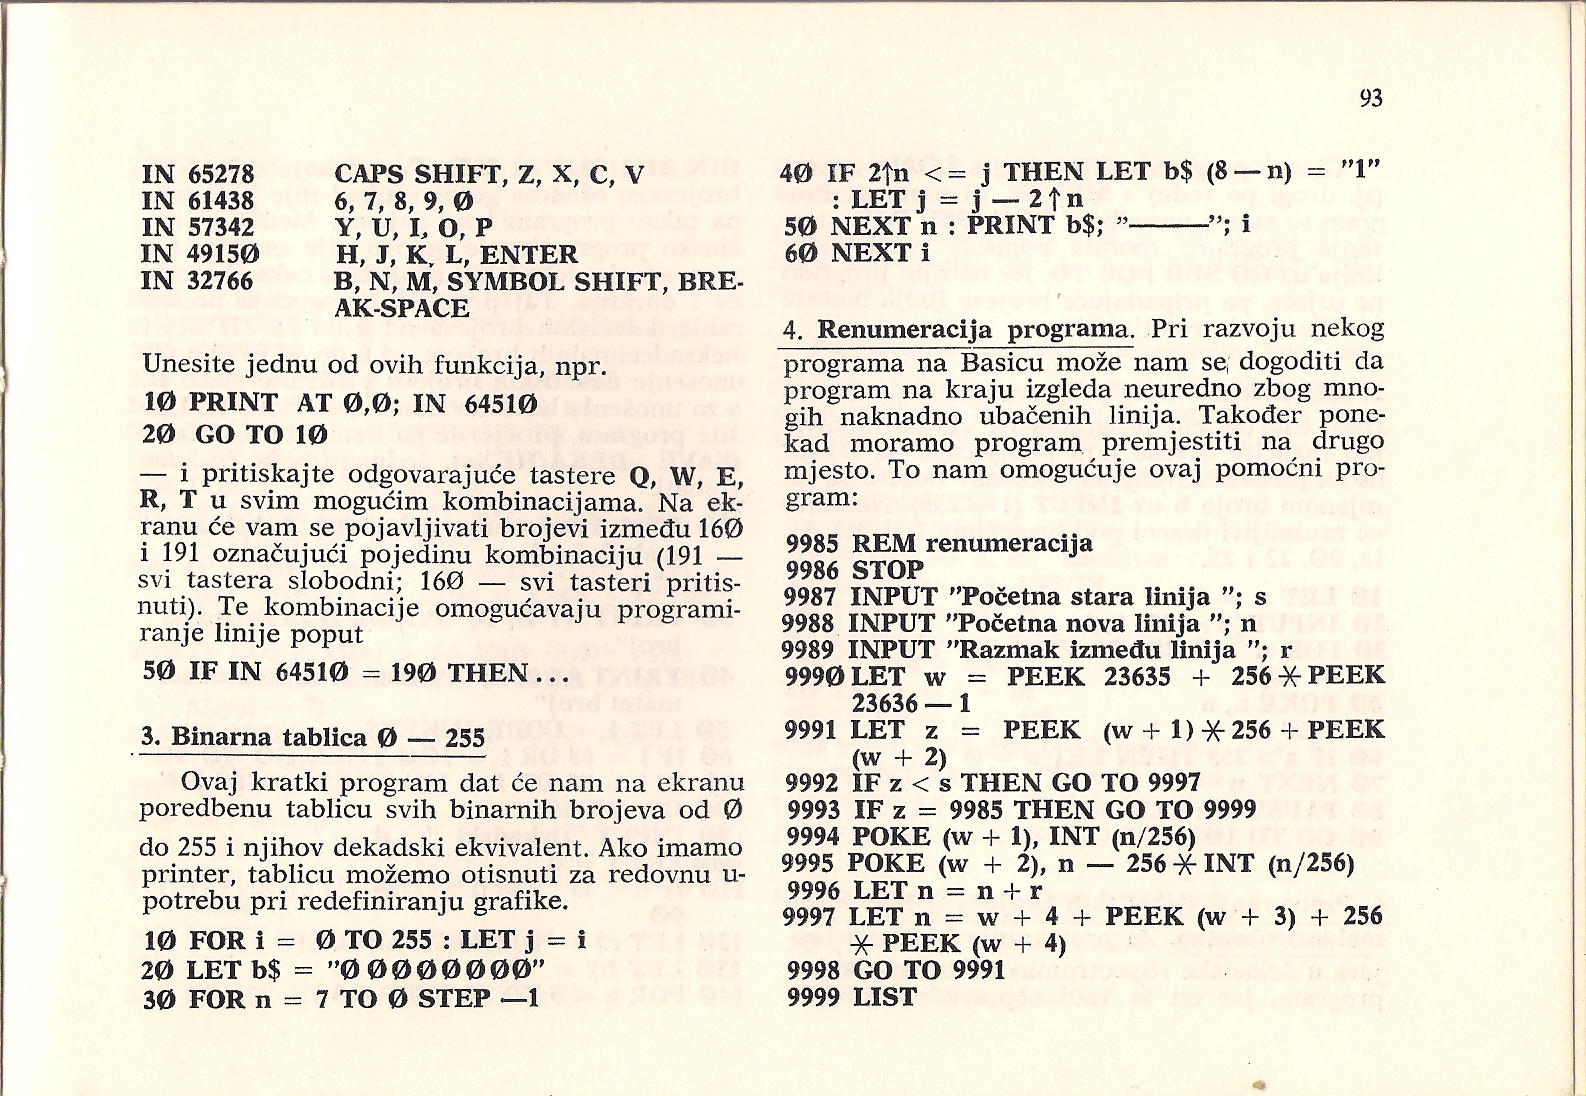 93
IN 65278 CAPS SHIFT, Z, X, C, V
IN 61438 6, 7, 8, 9, Ø
IN 57342 Y, U, I, O, P
IN 4915Ø H, J, K, L, ENTER
IN 32766 B, N, M, SYMBOL SHIFT, BRE-
AK-SPACE
Unesite jednu od ovih funkcija, npr.
1Ø PRINT AT Ø,Ø; IN 6451Ø
2Ø GO TO 1Ø
— i pritiskajte odgovarajuće tastere Q, W, E,
R, T u svim mogućim kombinacijama. Na ek-
ranu će vam se pojavljivati brojevi između 16Ø
i 191 označujući pojedinu kombinaciju (191 —
svi tastera slobodni; 16Ø — svi tasteri pritis-
nuti). Te kombinacije omogućavaju programi-
ranje linije poput
5Ø IF IN 6451Ø = 19Ø THEN...
3. Binarna tablica Ø — 255
Ovaj kratki program dat će nam na ekranu
poredbenu tablicu svih binarnih brojeva od Ø
do 255 i njihov dekadski ekvivalent. Ako imamo
printer, tablicu možemo otisnuti za redovnu u-
potrebu pri redefiniranju grafike.
1Ø FOR i = Ø TO 255 : LET j = i
2Ø LET b$ = ”Ø Ø Ø Ø Ø Ø Ø Ø”
3Ø FOR n = 7 TO Ø STEP —1
4Ø IF 2↑n <= j THEN LET b$ (8 — n) = ”1”
: LET j = j — 2↑n
5Ø NEXT n : PRINT b$; ”———”; i
6Ø NEXT i
4. Renumeracija programa. Pri razvoju nekog
programa na Basicu može nam se dogoditi da
program na kraju izgleda neuredno zbog mno-
gih naknadno ubačenih linija. Također pone-
kad moramo program premjestiti na drugo
mjesto. To nam omogućuje ovaj pomoćni pro-
gram:
9985 REM renumeracija
9986 STOP
9987 INPUT ”Početna stara linija ”; s
9988 INPUT ”Početna nova linija ”; n
9989 INPUT ”Razmak između linija ”; r
999Ø LET w = PEEK 23635 + 256 * PEEK
23636 — 1
9991 LET z = PEEK (w + 1) * 256 + PEEK
(w + 2)
9992 IF z < s THEN GO TO 9997
9993 IF z = 9985 THEN GO TO 9999
9994 POKE (w + 1), INT (n/256)
9995 POKE (w + 2), n — 256 * INT (n/256)
9996 LET n = n + r
9997 LET n = w + 4 + PEEK (w + 3) + 256
* PEEK (w + 4)
9998 GO TO 9991
9999 LIST